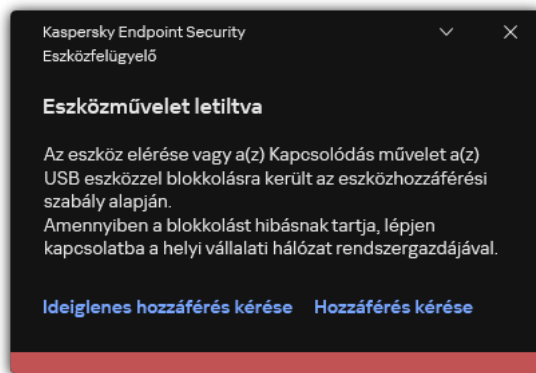 Kaspersky Endpoint Security
Eszközfelügyelő
Eszközművelet letiltva
Az eszköz elérése vagy a(z) Kapcsolódás művelet a(z)
USB eszközzel blokkolásra került az eszközhozzáférési
szabály alapján.
Amennyiben a blokkolást hibásnak tartja, lépjen
kapcsolatba a helyi vállalati hálózat rendszergazdájával.
Ideiglenes hozzáférés kérése Hozzáférés kérése